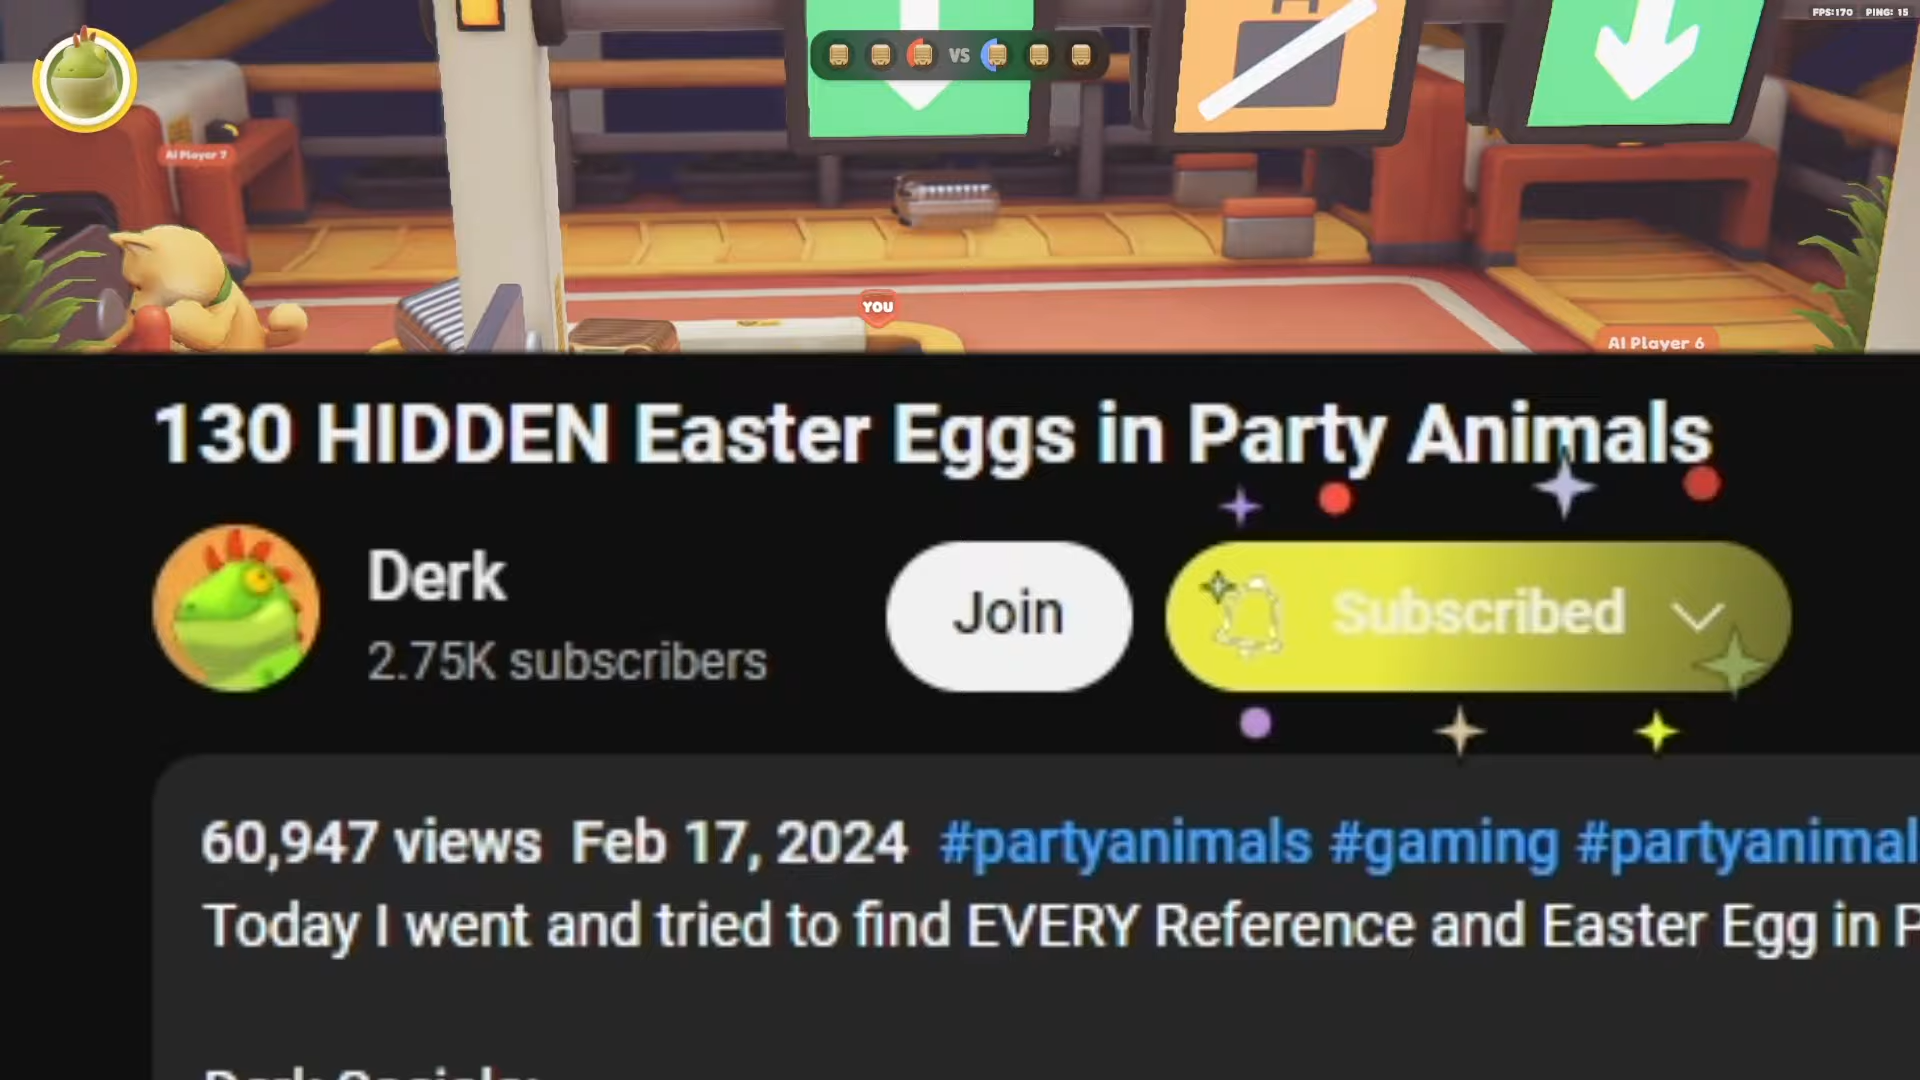 FPS:170 PING: 15
VS
AI Player 7
YOU
AI Player 6
130 HIDDEN Easter Eggs in Party Animals
Derk
2.75K subscribers
Join
Subscribed
60,947 views Feb 17, 2024 #partyanimals #gaming #partyanimal
Today I went and tried to find EVERY Reference and Easter Egg in P